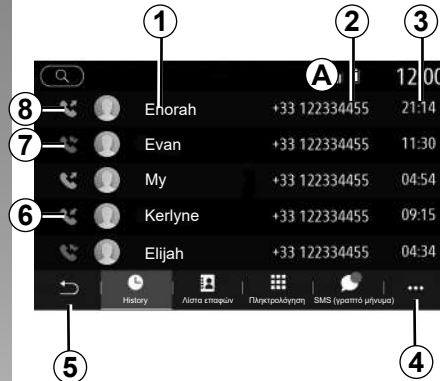 1 2 3
A 12:00
8 Enorah +33 122334455 21:14
7 Evan +33 122334455 11:30
My +33 122334455 04:54
6 Kerlyne +33 122334455 09:15
Elijah +33 122334455 04:34
History Λίστα επαφών Πληκτρολόγηση SMS (γραπτό μήνυμα) ...
5 4